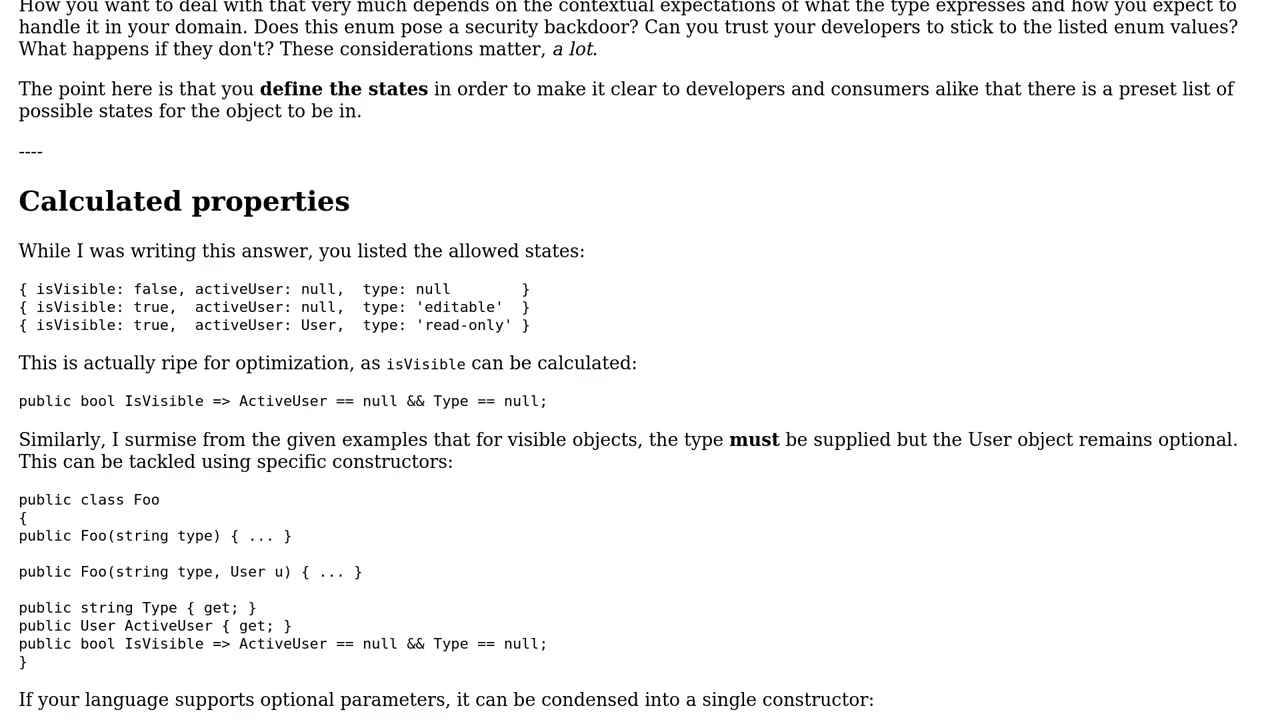 How you want to deal with that very much depends on the contextual expectations of what the type expresses and how you expect to
handle it in your domain. Does this enum pose a security backdoor? Can you trust your developers to stick to the listed enum values?
What happens if they don't? These considerations matter, a lot.
The point here is that you define the states in order to make it clear to developers and consumers alike that there is a preset list of
possible states for the object to be in.
----
Calculated properties
While I was writing this answer, you listed the allowed states:
{ isVisible: false, activeUser: null,  type: null        }
{ isVisible: true,  activeUser: null,  type: 'editable'  }
{ isVisible: true,  activeUser: User,  type: 'read-only' }
This is actually ripe for optimization, as isVisible can be calculated:
public bool IsVisible => ActiveUser == null && Type == null;
Similarly, I surmise from the given examples that for visible objects, the type must be supplied but the User object remains optional.
This can be tackled using specific constructors:
public class Foo
{
public Foo(string type) { ... }
public Foo(string type, User u) { ... }
public string Type { get; }
public User ActiveUser { get; }
public bool IsVisible => ActiveUser == null && Type == null;
}
If your language supports optional parameters, it can be condensed into a single constructor: